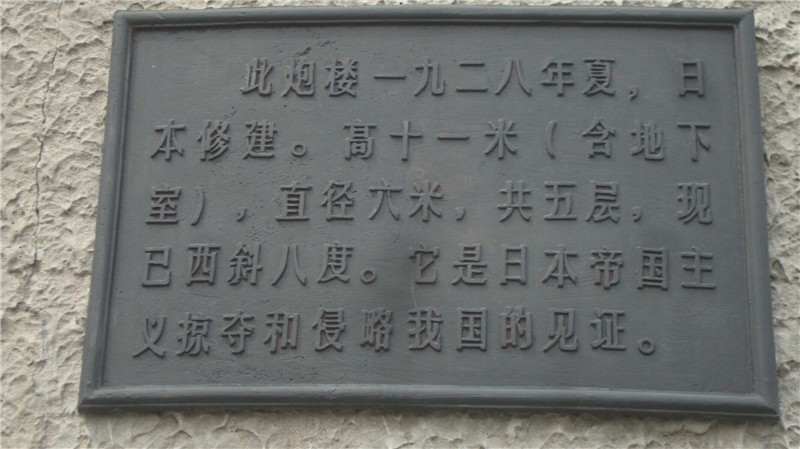 此炮楼一九二八年夏，日
本修建。高十一米（含地下
室），直径六米，共五层，现
已西斜八度。它是日本帝国主
义掠夺和侵略我国的见证。